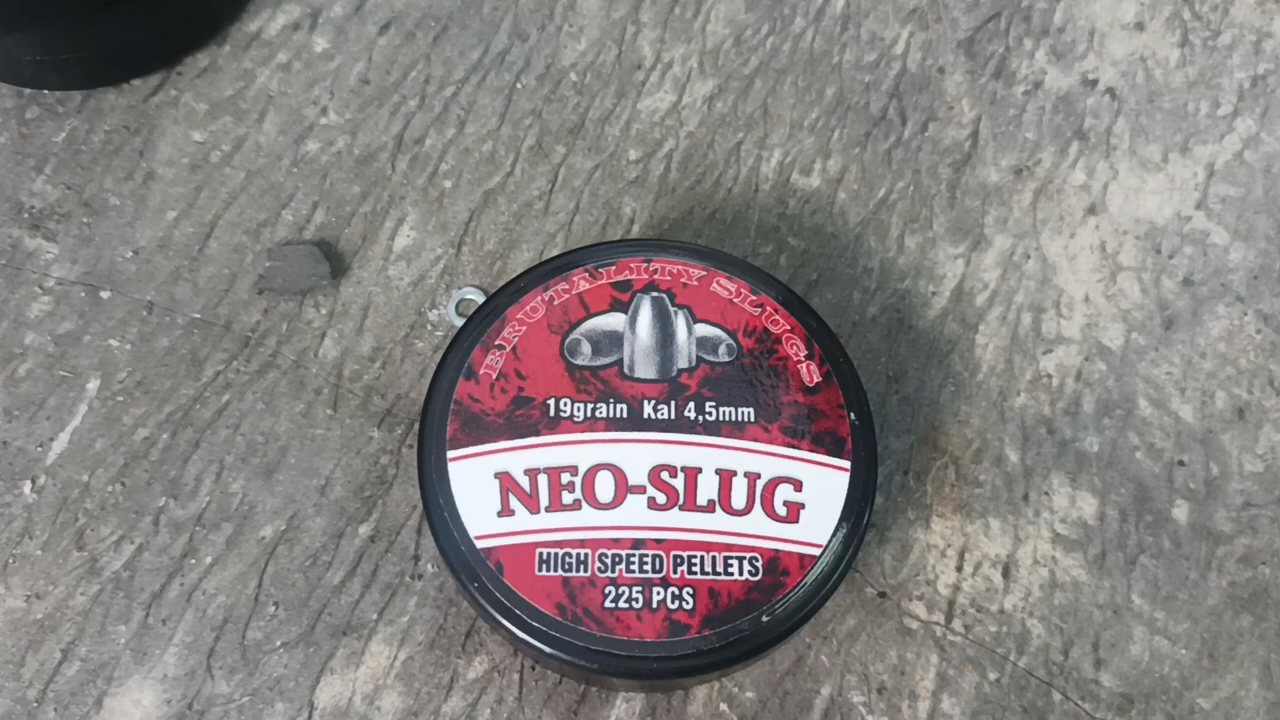 BRUTALITY SLUGS
19grain Kal 4,5mm
NEO-SLUG
HIGH SPEED PELLETS
225 PCS